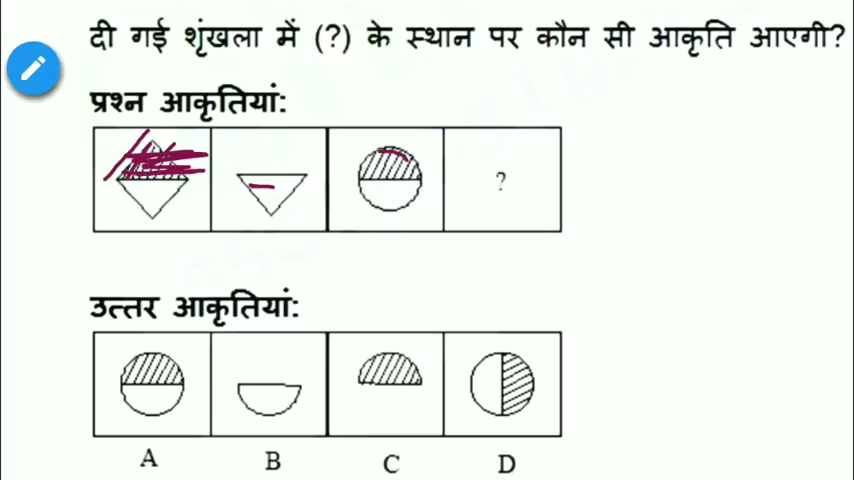 दी गई शृंखला में (?) के स्थान पर कौन सी आकृति आएगी?
प्रश्न आकृतियां:
?
उत्तर आकृतियां:
A B C D